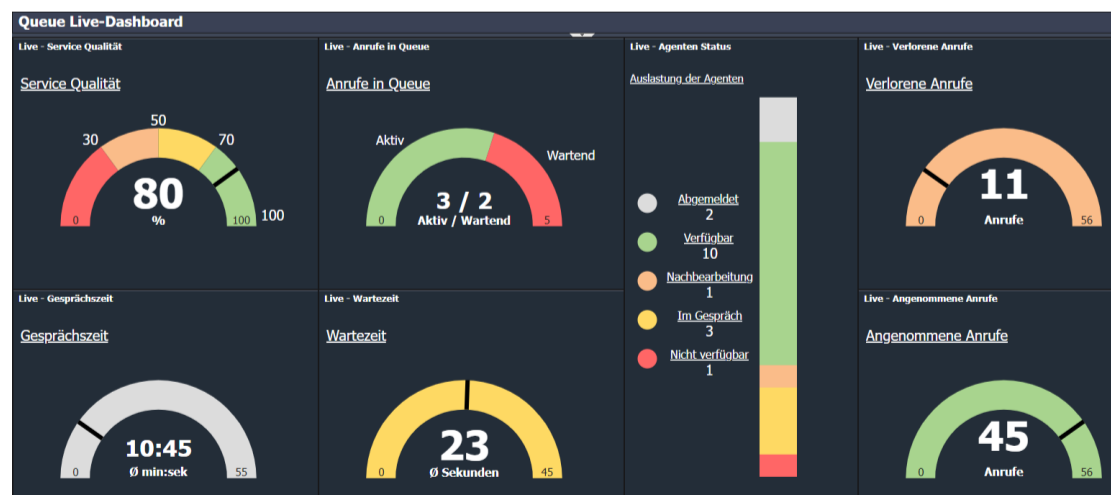 Queue Live-Dashboard
Live - Service Qualität
Service Qualität
30
50
70
100
80
%
0
100
Live - Anrufe in Queue
Anrufe in Queue
Aktiv
Wartend
3 / 2
Aktiv / Wartend
0
5
Live - Agenten Status
Auslastung der Agenten
Abgemeldet
2
Verfügbar
10
Nachbearbeitung
1
Im Gespräch
3
Nicht verfügbar
1
Live - Verlorene Anrufe
Verlorene Anrufe
11
Anrufe
0
56
Live - Gesprächszeit
Gesprächszeit
10:45
Ø min:sek
0
55
Live - Wartezeit
Wartezeit
23
Ø Sekunden
0
45
Live - Angenommene Anrufe
Angenommene Anrufe
45
Anrufe
0
56